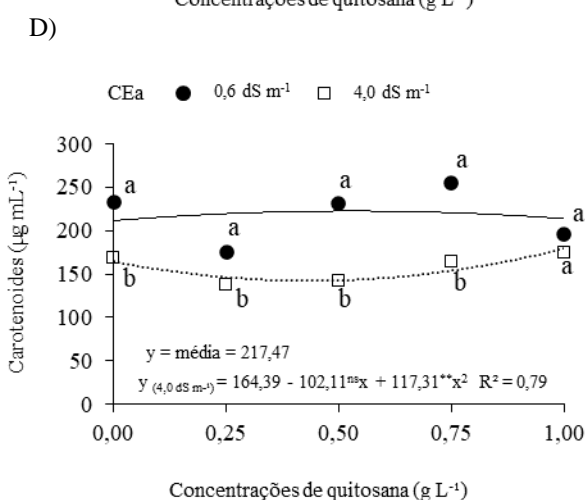 Concentrações de quitosana (g L⁻¹)
D)
CEa ● 0,6 dS m⁻¹ □ 4,0 dS m⁻¹
Carotenoides (µg mL⁻¹)
300
250
200
150
100
50
0
a
a
a
a
a
b
b
b
b
a
y = média = 217,47
y (4,0 dS m⁻¹) = 164,39 - 102,11ⁿˢx + 117,31**x² R² = 0,79
0,00 0,25 0,50 0,75 1,00
Concentrações de quitosana (g L⁻¹)